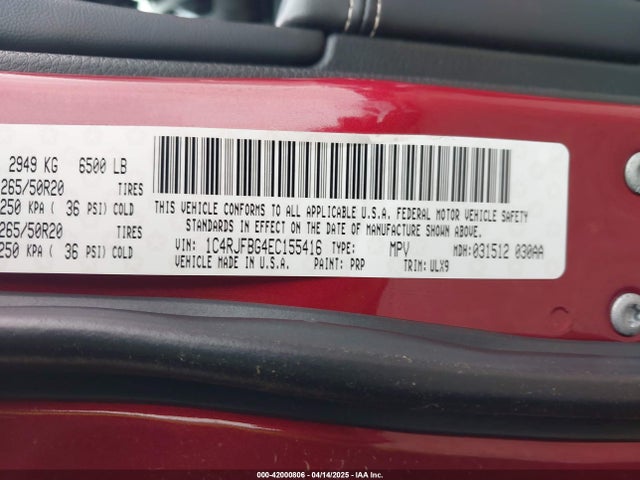 2949 KG 6500 LB
265/50R20 TIRES
250 KPA ( 36 PSI) COLD
265/50R20 TIRES
250 KPA ( 36 PSI) COLD
THIS VEHICLE CONFORMS TO ALL APPLICABLE U.S.A. FEDERAL MOTOR VEHICLE SAFETY
STANDARDS IN EFFECT ON THE DATE OF MANUFACTURE SHOWN ABOVE.
VIN: 1C4RJFBG4EC155416 TYPE: MPV MDH:031512 030AA
VEHICLE MADE IN U.S.A. PAINT: PRP TRIM: ULX9
000-42000806 - 04/14/2025 - IAAI.COM